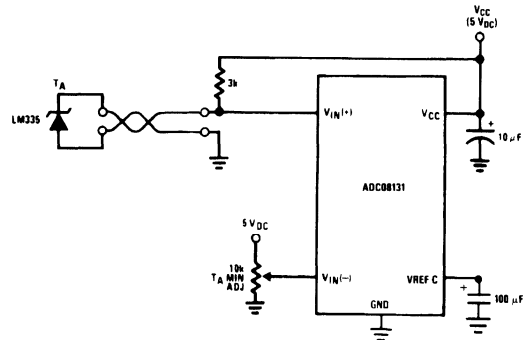 VCC
(5 VDC)
TA
3k
LM335
VIN(+)
VCC
+
10 µF
ADC08131
5 VDC
10k
TA MIN
ADJ
VIN(−)
VREF C
+
100 µF
GND